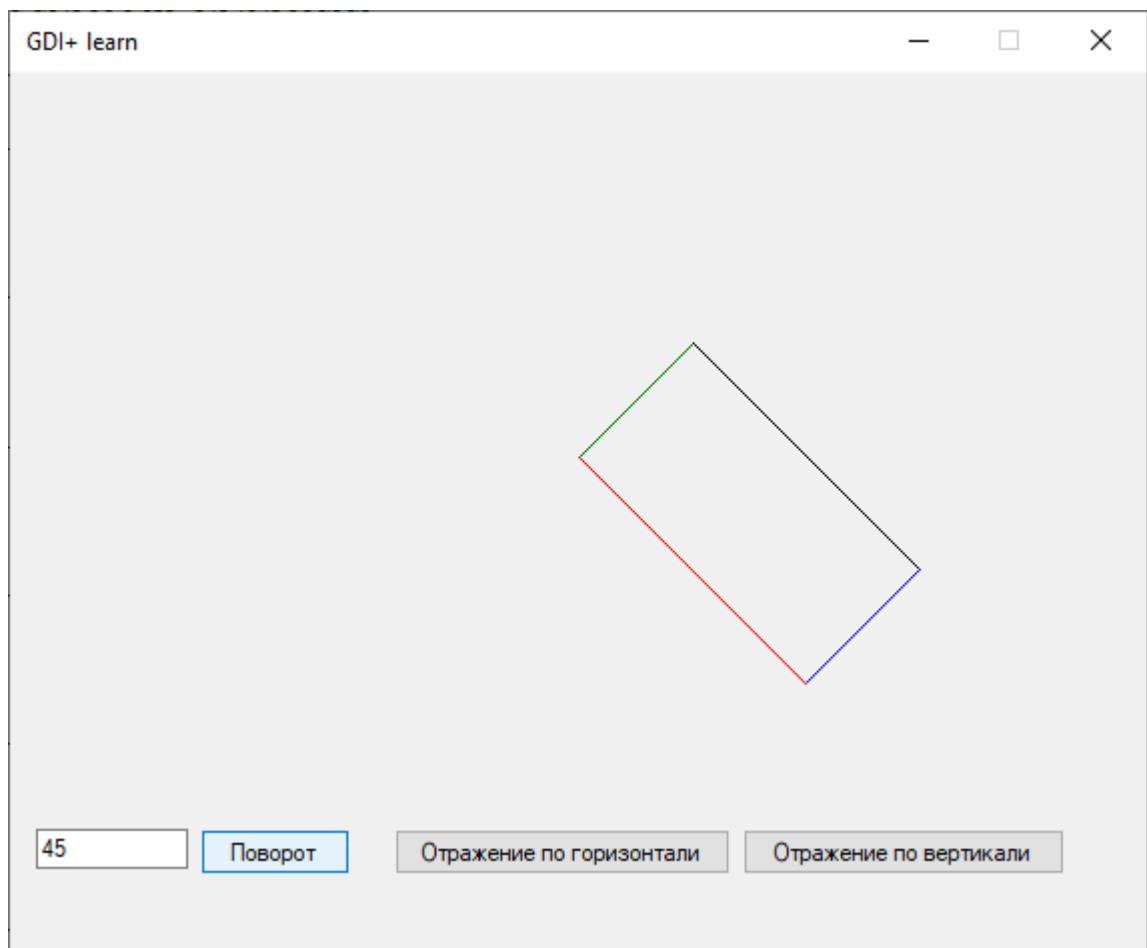 GDI+ learn
45
Поворот
Отражение по горизонтали
Отражение по вертикали